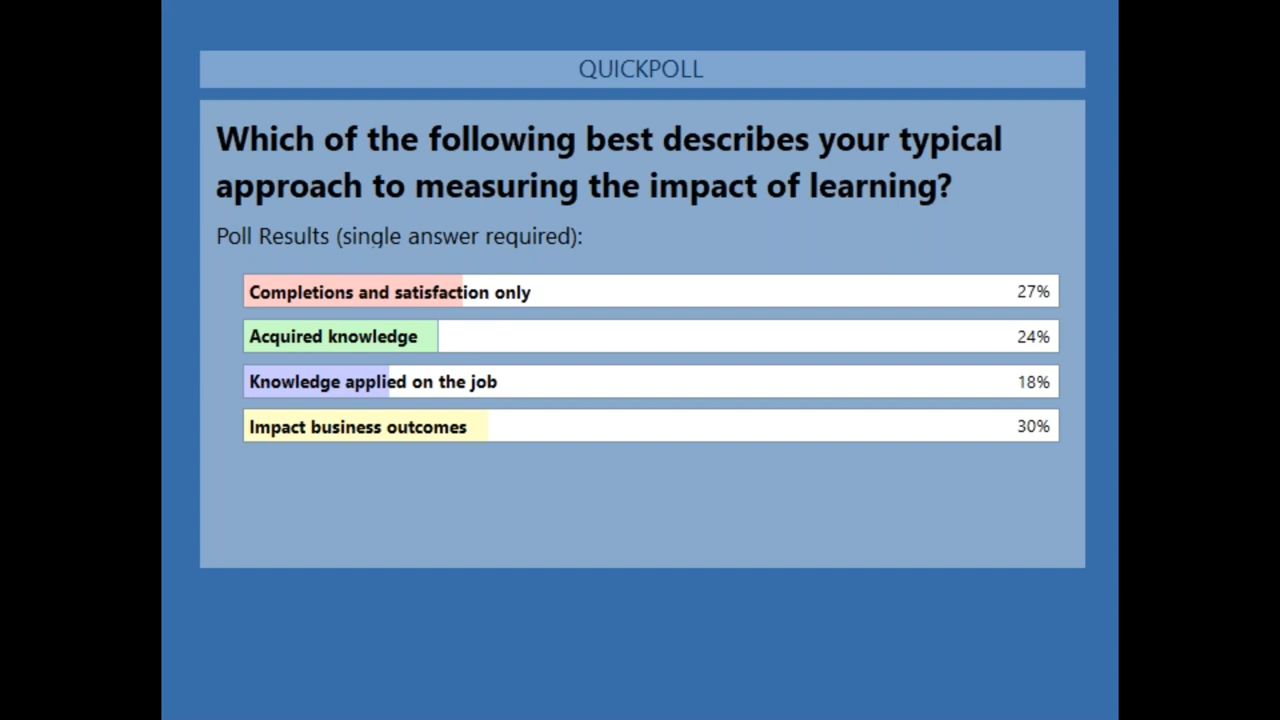 QUICKPOLL
Which of the following best describes your typical
approach to measuring the impact of learning?
Poll Results (single answer required):
Completions and satisfaction only 27%
Acquired knowledge 24%
Knowledge applied on the job 18%
Impact business outcomes 30%